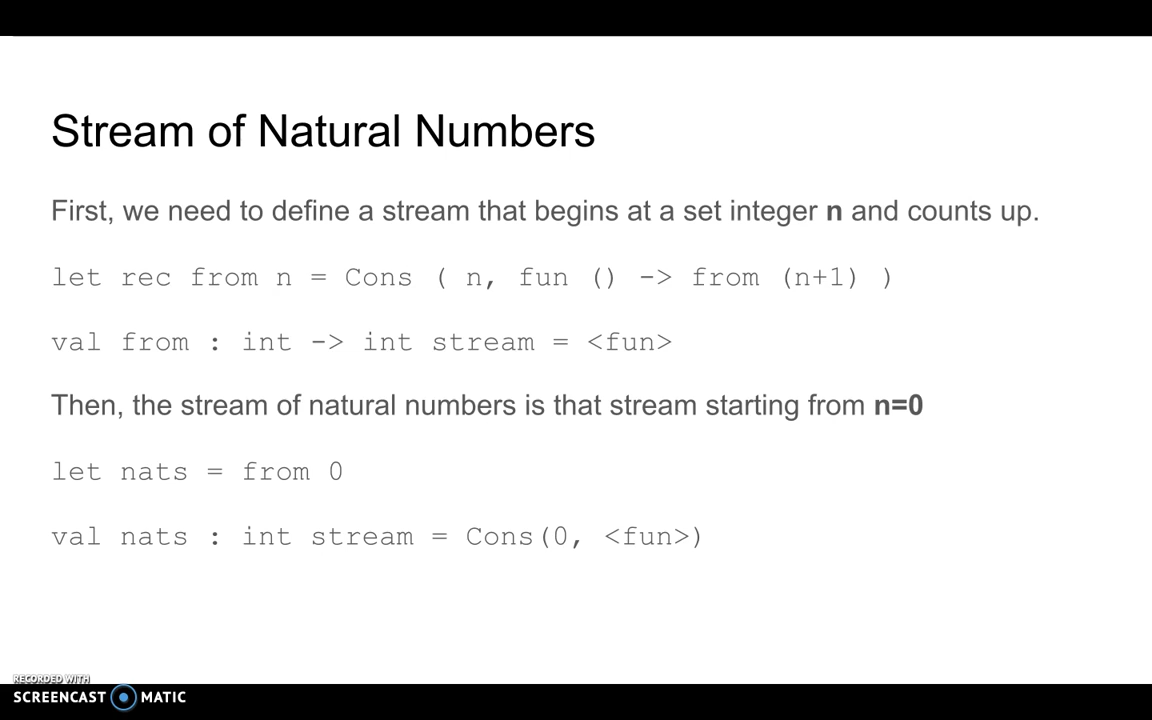 Stream of Natural Numbers
First, we need to define a stream that begins at a set integer n and counts up.
let rec from n = Cons ( n, fun () -> from (n+1) )
val from : int -> int stream = <fun>
Then, the stream of natural numbers is that stream starting from n=0
let nats = from 0
val nats : int stream = Cons(0, <fun>)
RECORDED WITH
SCREENCAST MATIC